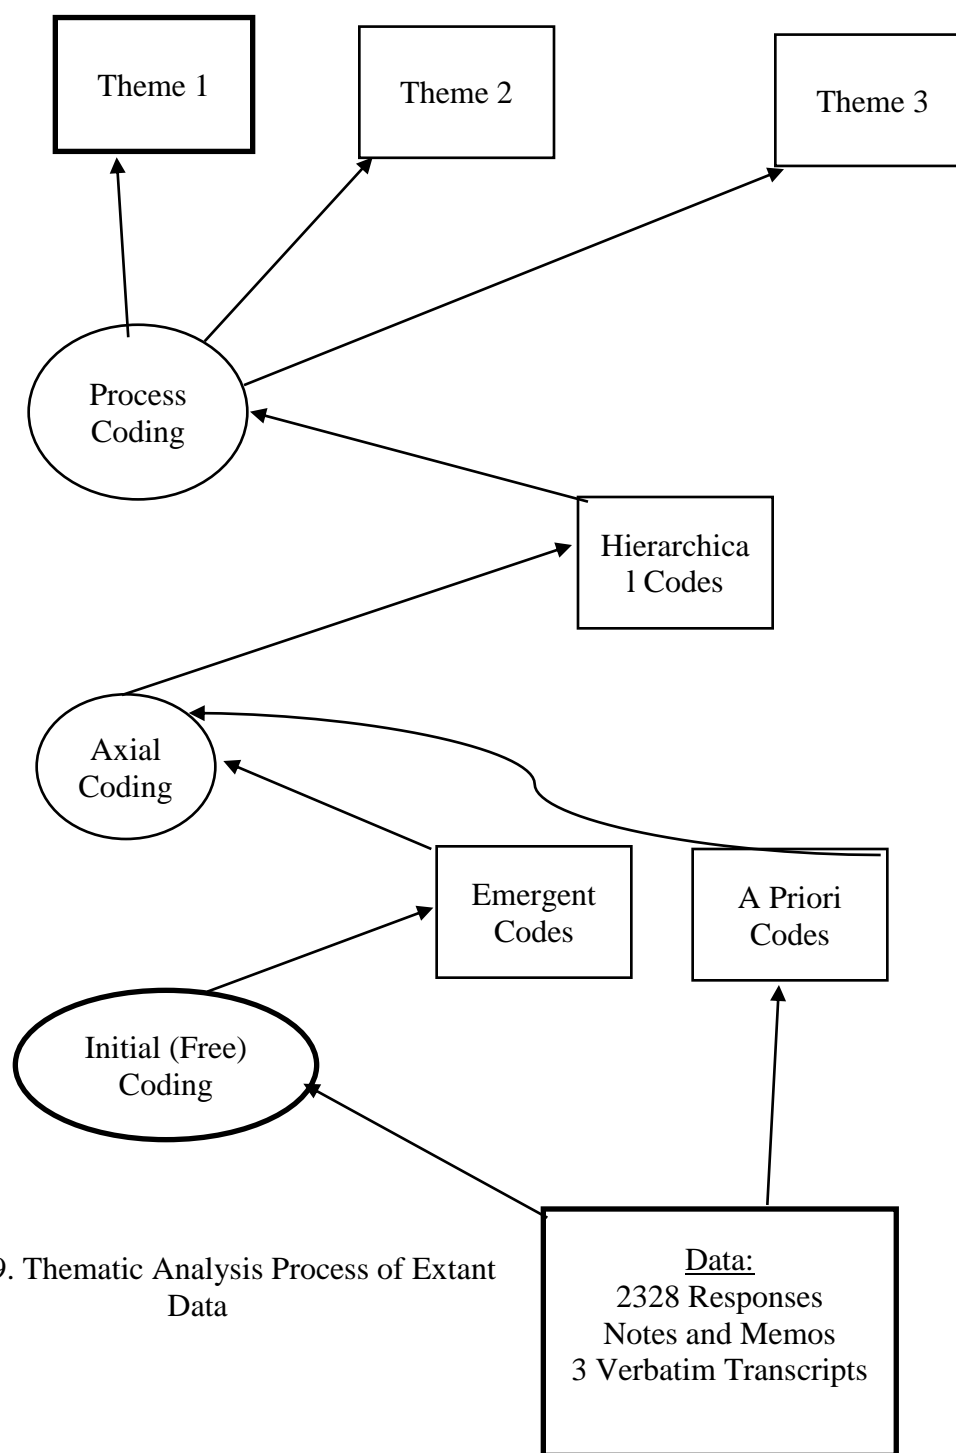 Theme 1
Theme 2
Theme 3
Process
Coding
Hierarchica
l Codes
Axial
Coding
Emergent
Codes
A Priori
Codes
Initial (Free)
Coding
9. Thematic Analysis Process of Extant
Data
Data:
2328 Responses
Notes and Memos
3 Verbatim Transcripts